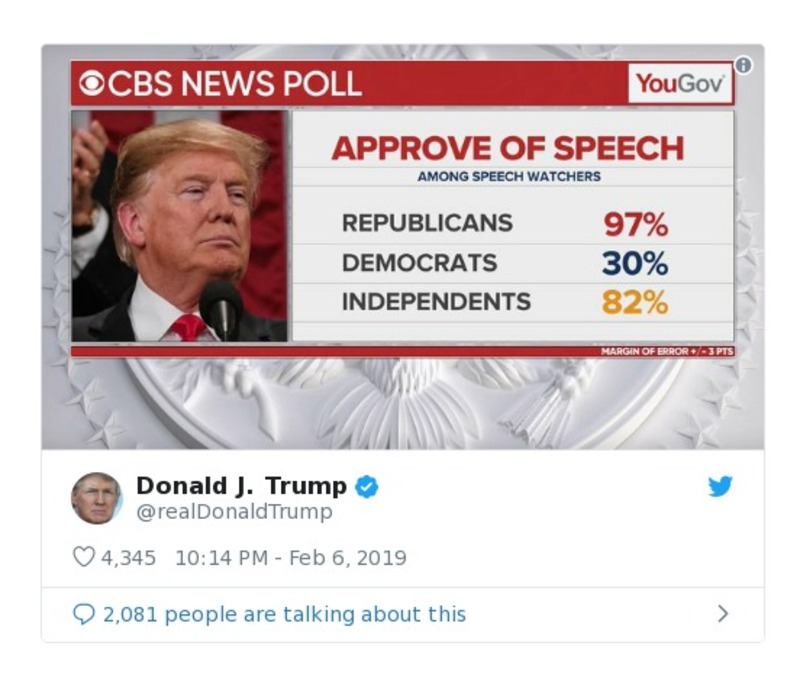 CBS NEWS POLL
YouGov
APPROVE OF SPEECH
AMONG SPEECH WATCHERS
REPUBLICANS 97%
DEMOCRATS 30%
INDEPENDENTS 82%
MARGIN OF ERROR +/- 3 PTS
Donald J. Trump
@realDonaldTrump
4,345 10:14 PM - Feb 6, 2019
2,081 people are talking about this